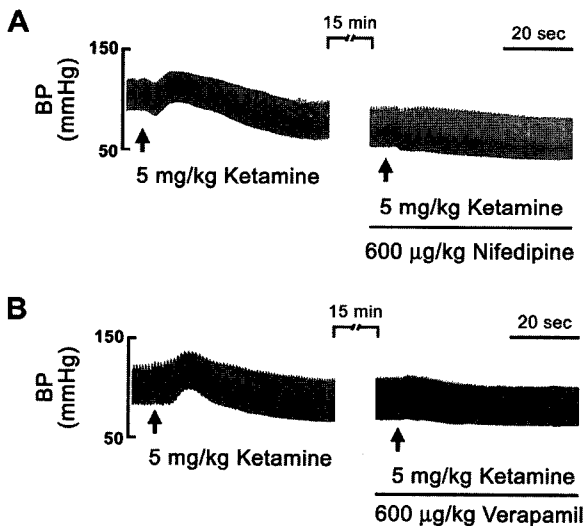 A
15 min
20 sec
150
BP
(mmHg)
50
5 mg/kg Ketamine
5 mg/kg Ketamine
600 μg/kg Nifedipine
B
15 min
20 sec
150
BP
(mmHg)
50
5 mg/kg Ketamine
5 mg/kg Ketamine
600 μg/kg Verapamil